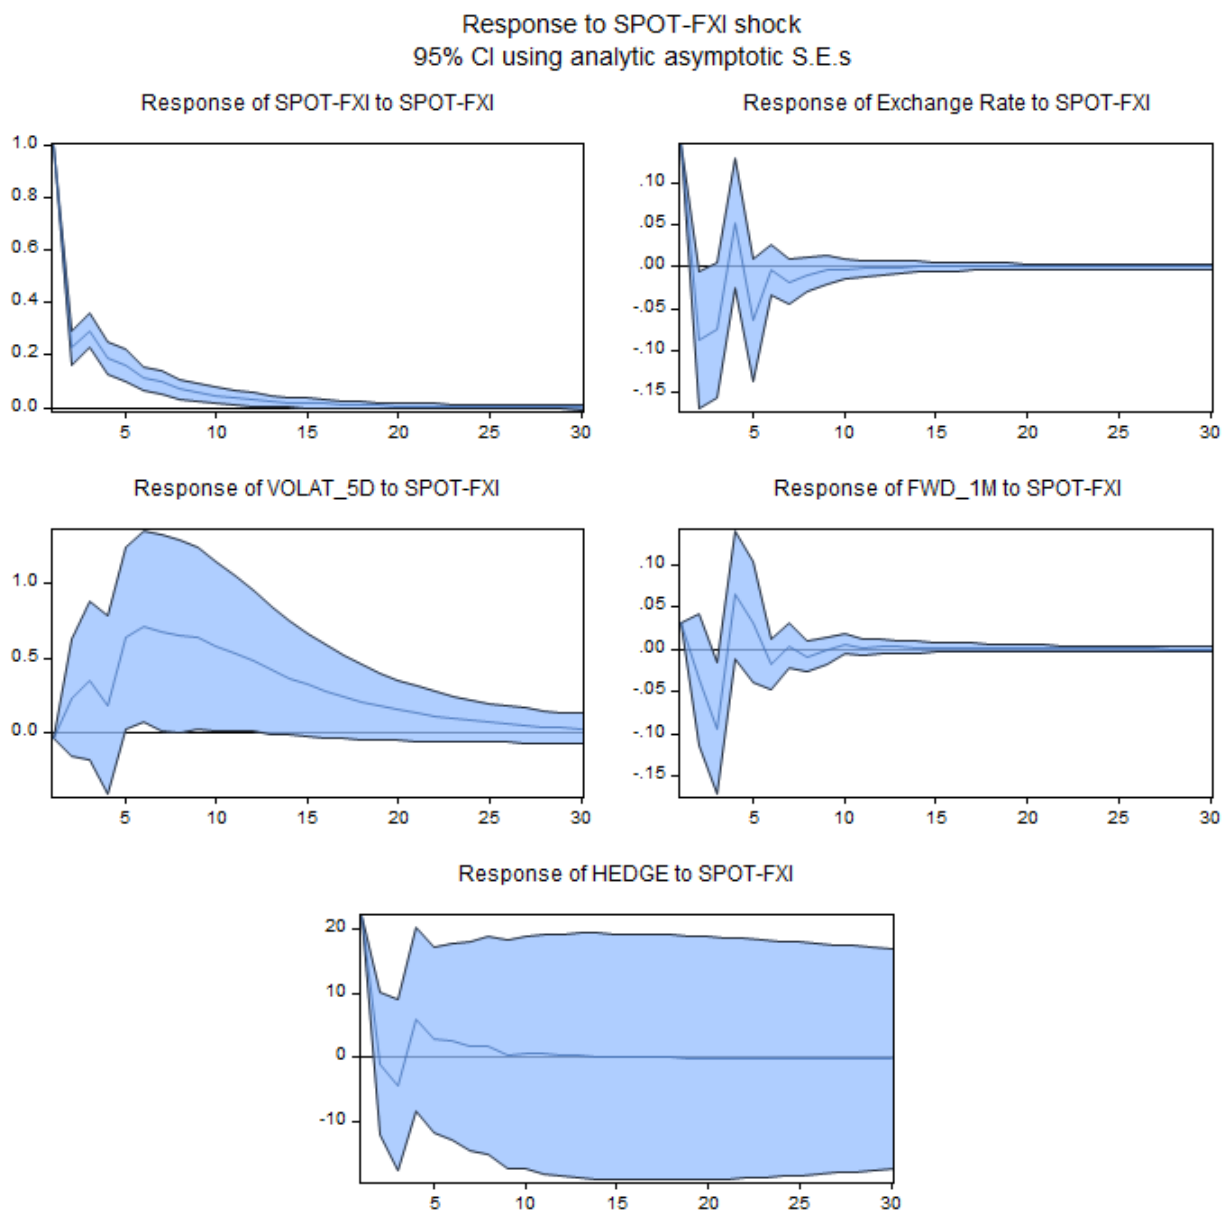 Response to SPOT-FXI shock
95% CI using analytic asymptotic S.E.s
Response of SPOT-FXI to SPOT-FXI
1.0
0.8
0.6
0.4
0.2
0.0
5 10 15 20 25 30
Response of Exchange Rate to SPOT-FXI
.10
.05
.00
-.05
-.10
-.15
5 10 15 20 25 30
Response of VOLAT_5D to SPOT-FXI
1.0
0.5
0.0
5 10 15 20 25 30
Response of FWD_1M to SPOT-FXI
.10
.05
.00
-.05
-.10
-.15
5 10 15 20 25 30
Response of HEDGE to SPOT-FXI
20
10
0
-10
5 10 15 20 25 30